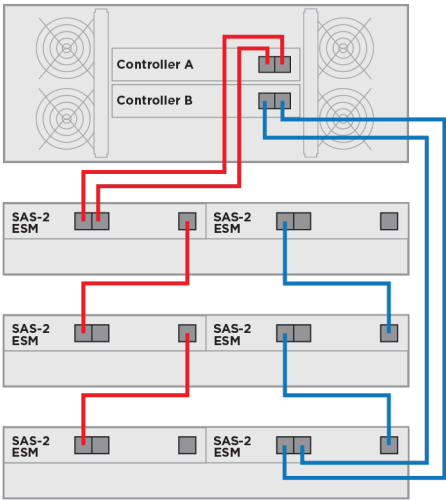 Controller A
Controller B
SAS-2
ESM
SAS-2
ESM
SAS-2
ESM
SAS-2
ESM
SAS-2
ESM
SAS-2
ESM